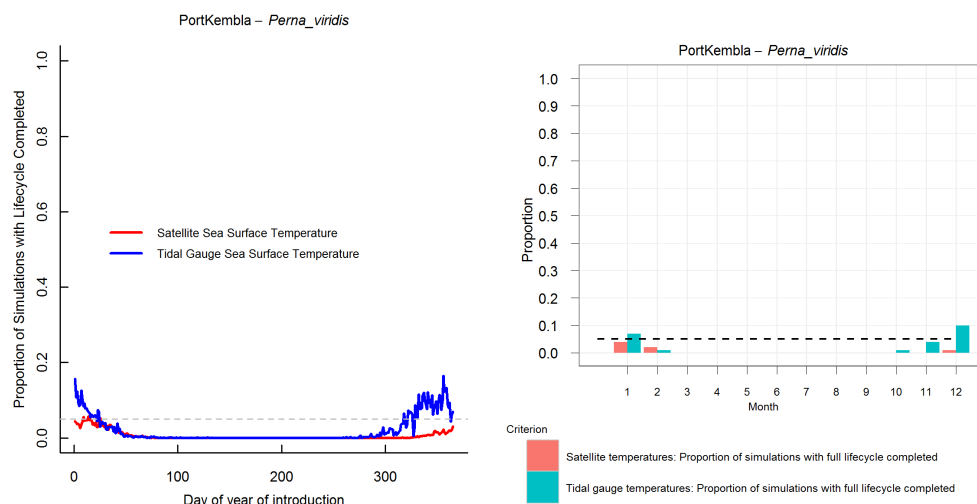 PortKembla – Perna_viridis
Proportion of Simulations with Lifecycle Completed
1.0
0.8
0.6
0.4
0.2
0.0
Satellite Sea Surface Temperature
Tidal Gauge Sea Surface Temperature
0 100 200 300
Day of year of introduction
PortKembla – Perna_viridis
Proportion
1.0
0.9
0.8
0.7
0.6
0.5
0.4
0.3
0.2
0.1
0.0
1 2 3 4 5 6 7 8 9 10 11 12
Month
Criterion
Satellite temperatures: Proportion of simulations with full lifecycle completed
Tidal gauge temperatures: Proportion of simulations with full lifecycle completed